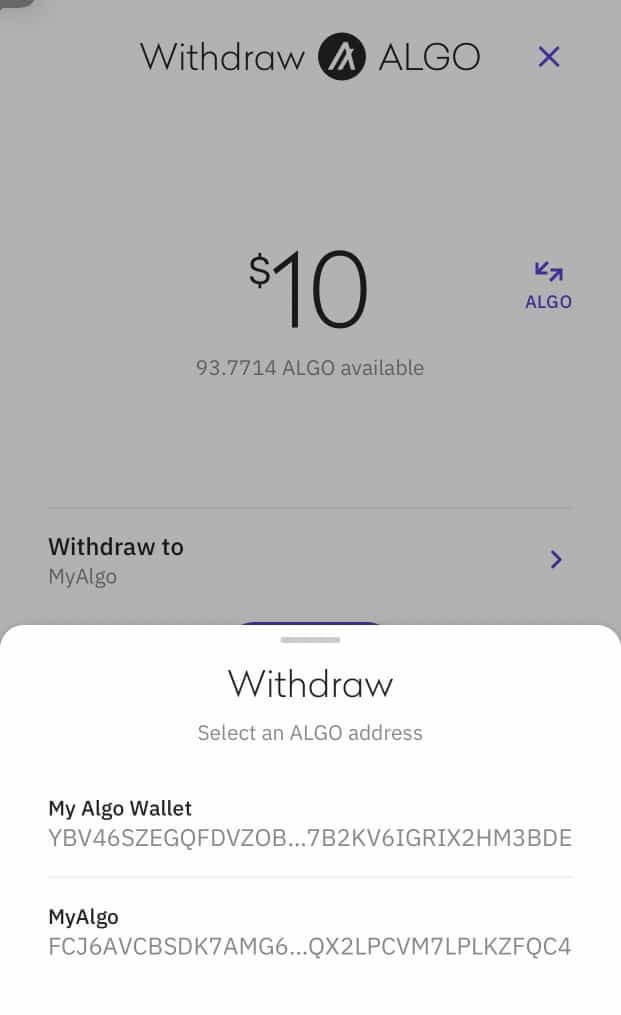 Withdraw ALGO
$10
ALGO
93.7714 ALGO available
Withdraw to
MyAlgo
Withdraw
Select an ALGO address
My Algo Wallet
YBV46SZEGQFDVZOB...7B2KV6IGRIX2HM3BDE
MyAlgo
FCJ6AVCBSDK7AMG6...QX2LPCVM7LPLKZFQC4